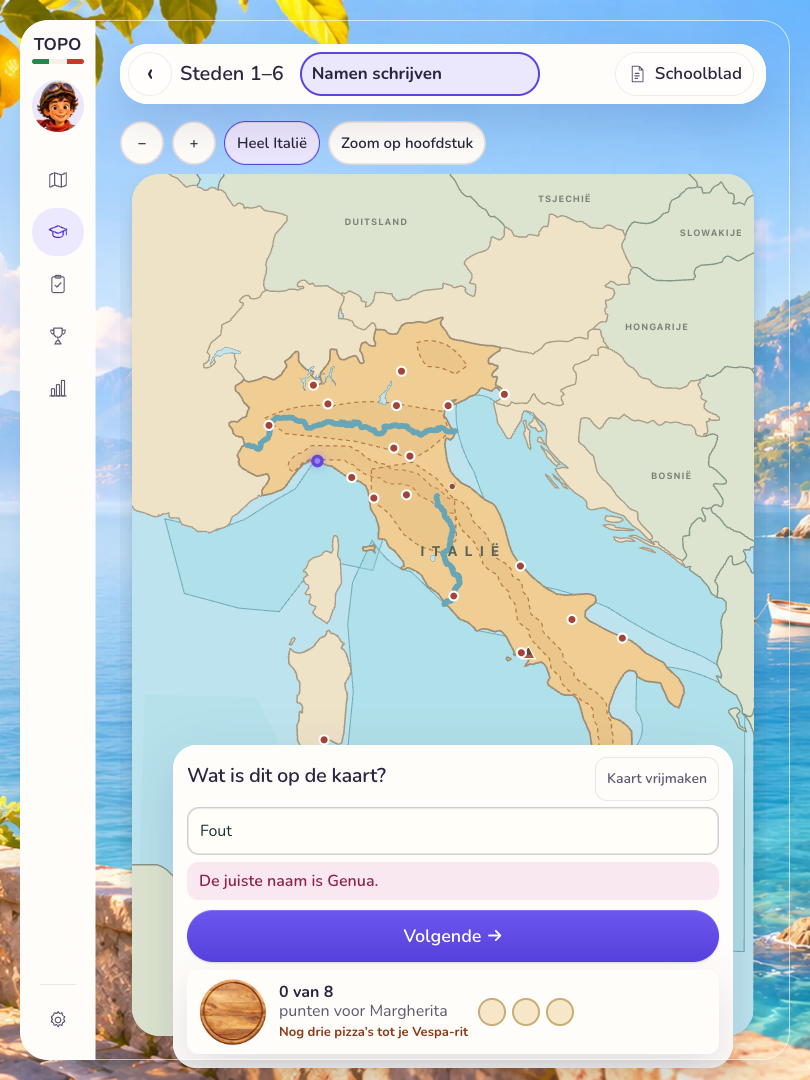 TOPO
Steden 1–6
Namen schrijven
Schoolblad
−
+
Heel Italië
Zoom op hoofdstuk
TSJECHIË
DUITSLAND
SLOWAKIJE
HONGARIJE
BOSNIË
ITALIË
Wat is dit op de kaart?
Kaart vrijmaken
Fout
De juiste naam is Genua.
Volgende →
0 van 8
punten voor Margherita
Nog drie pizza's tot je Vespa-rit